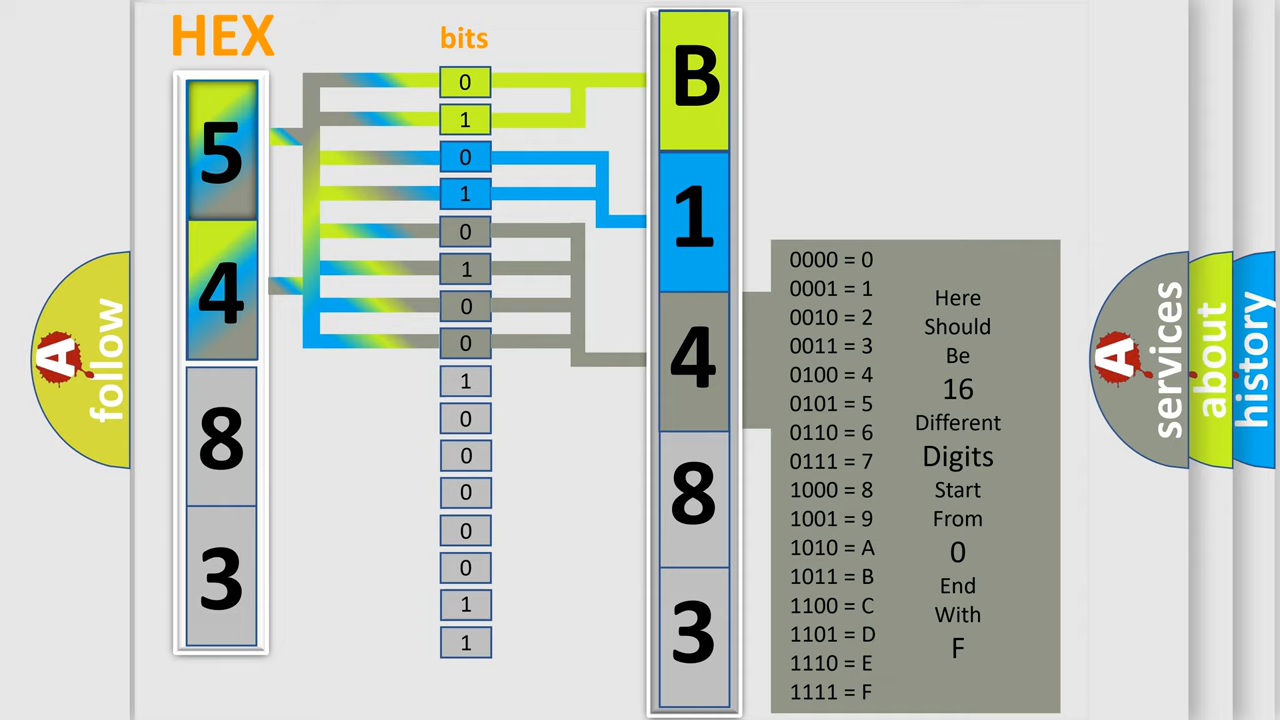 HEX
bits
5
4
8
3
0
1
0
1
0
1
0
0
1
0
0
0
0
0
1
1
B
1
4
8
3
0000 = 0
0001 = 1
0010 = 2
0011 = 3
0100 = 4
0101 = 5
0110 = 6
0111 = 7
1000 = 8
1001 = 9
1010 = A
1011 = B
1100 = C
1101 = D
1110 = E
1111 = F
Here
Should
Be
16
Different
Digits
Start
From
0
End
With
F
A
follow
A
services
about
history